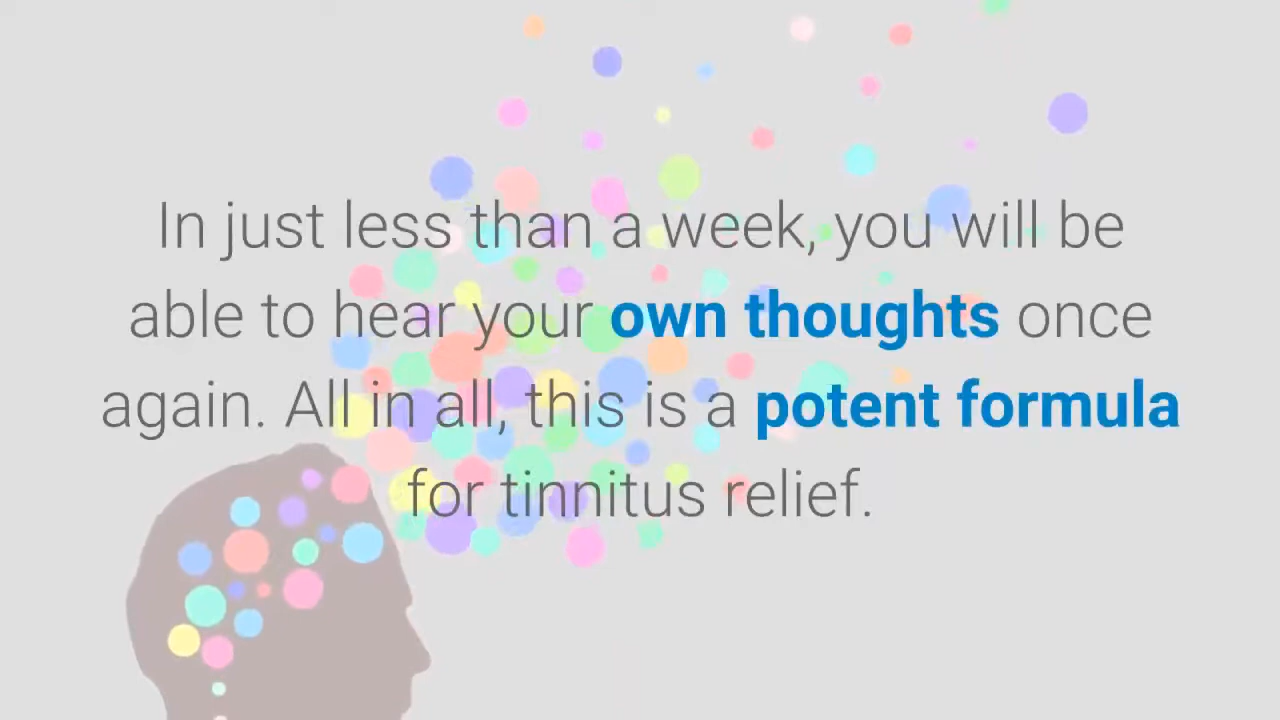 In just less than a week, you will be
able to hear your own thoughts once
again. All in all, this is a potent formula
for tinnitus relief.